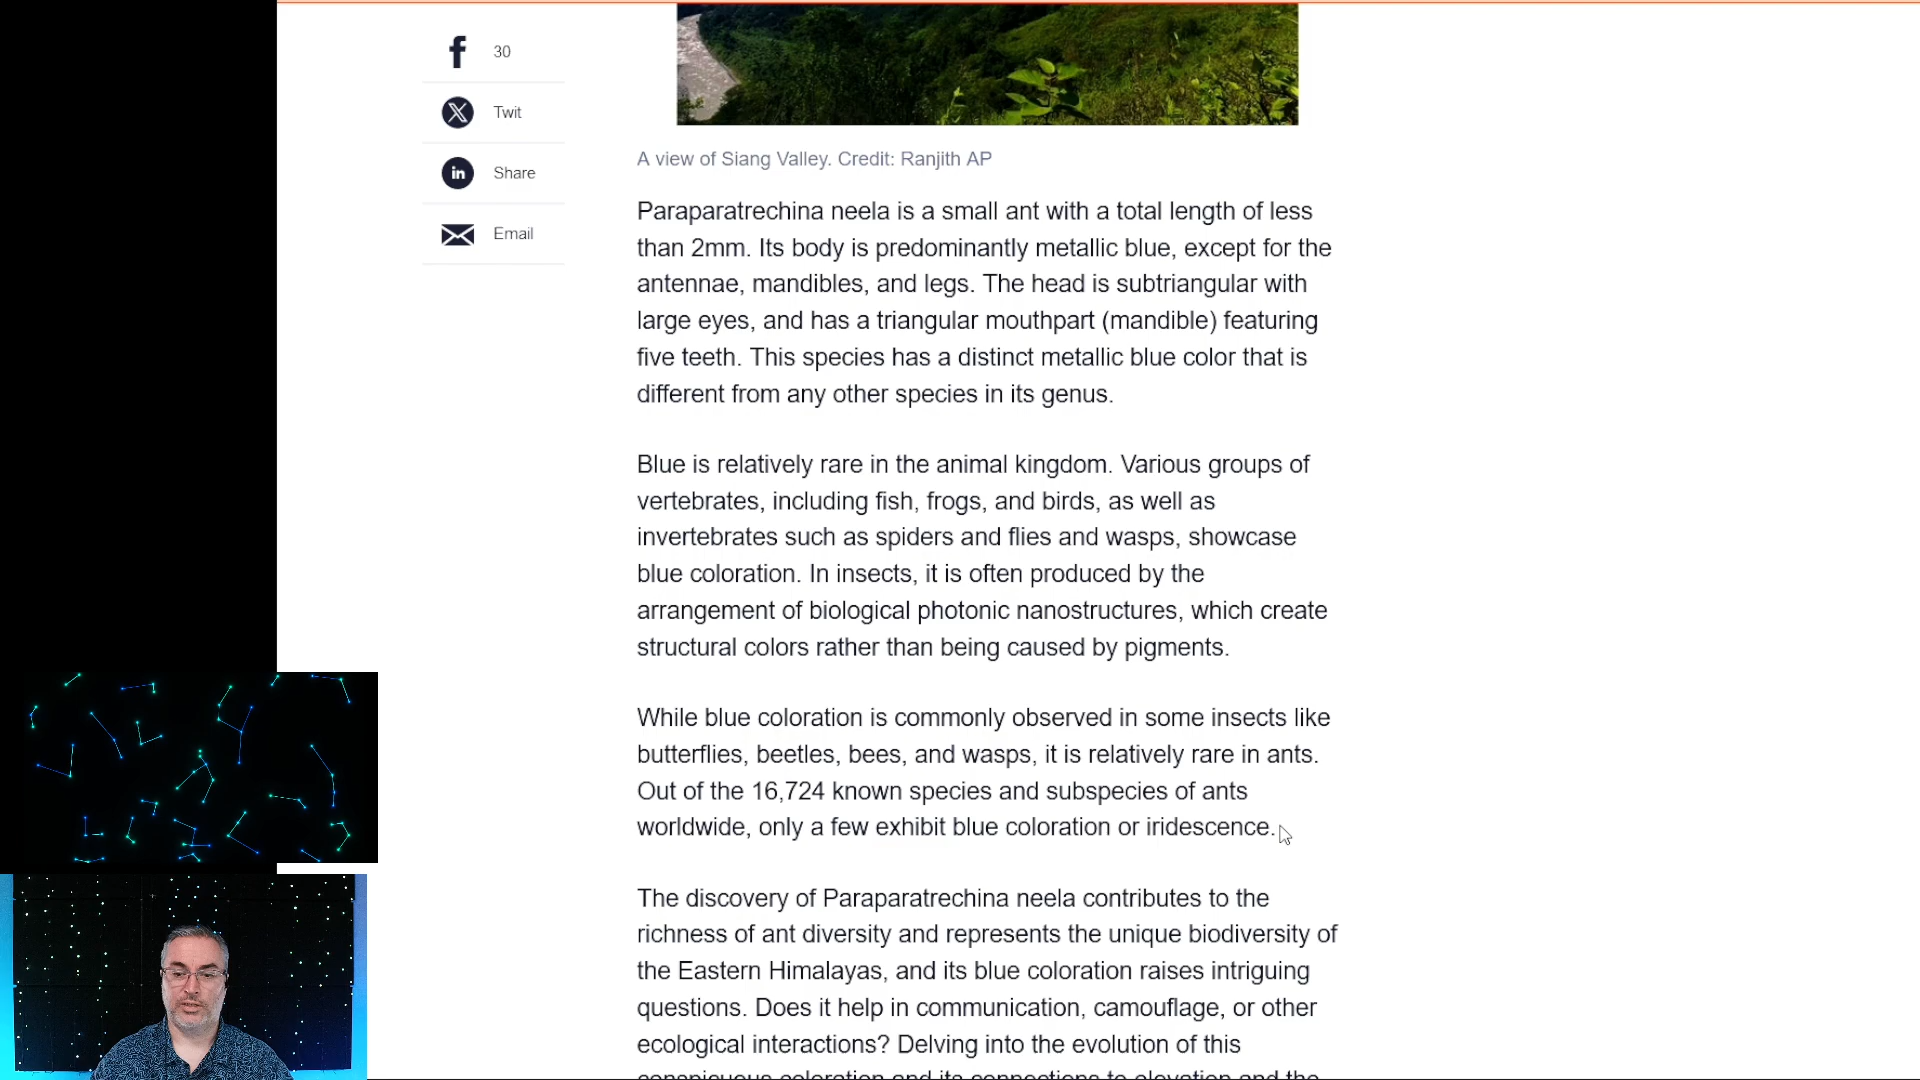 30
Twit
Share
Email
A view of Siang Valley. Credit: Ranjith AP
Paraparatrechina neela is a small ant with a total length of less
than 2mm. Its body is predominantly metallic blue, except for the
antennae, mandibles, and legs. The head is subtriangular with
large eyes, and has a triangular mouthpart (mandible) featuring
five teeth. This species has a distinct metallic blue color that is
different from any other species in its genus.
Blue is relatively rare in the animal kingdom. Various groups of
vertebrates, including fish, frogs, and birds, as well as
invertebrates such as spiders and flies and wasps, showcase
blue coloration. In insects, it is often produced by the
arrangement of biological photonic nanostructures, which create
structural colors rather than being caused by pigments.
While blue coloration is commonly observed in some insects like
butterflies, beetles, bees, and wasps, it is relatively rare in ants.
Out of the 16,724 known species and subspecies of ants
worldwide, only a few exhibit blue coloration or iridescence.
The discovery of Paraparatrechina neela contributes to the
richness of ant diversity and represents the unique biodiversity of
the Eastern Himalayas, and its blue coloration raises intriguing
questions. Does it help in communication, camouflage, or other
ecological interactions? Delving into the evolution of this
conspicuous coloration and its connections to elevation and the